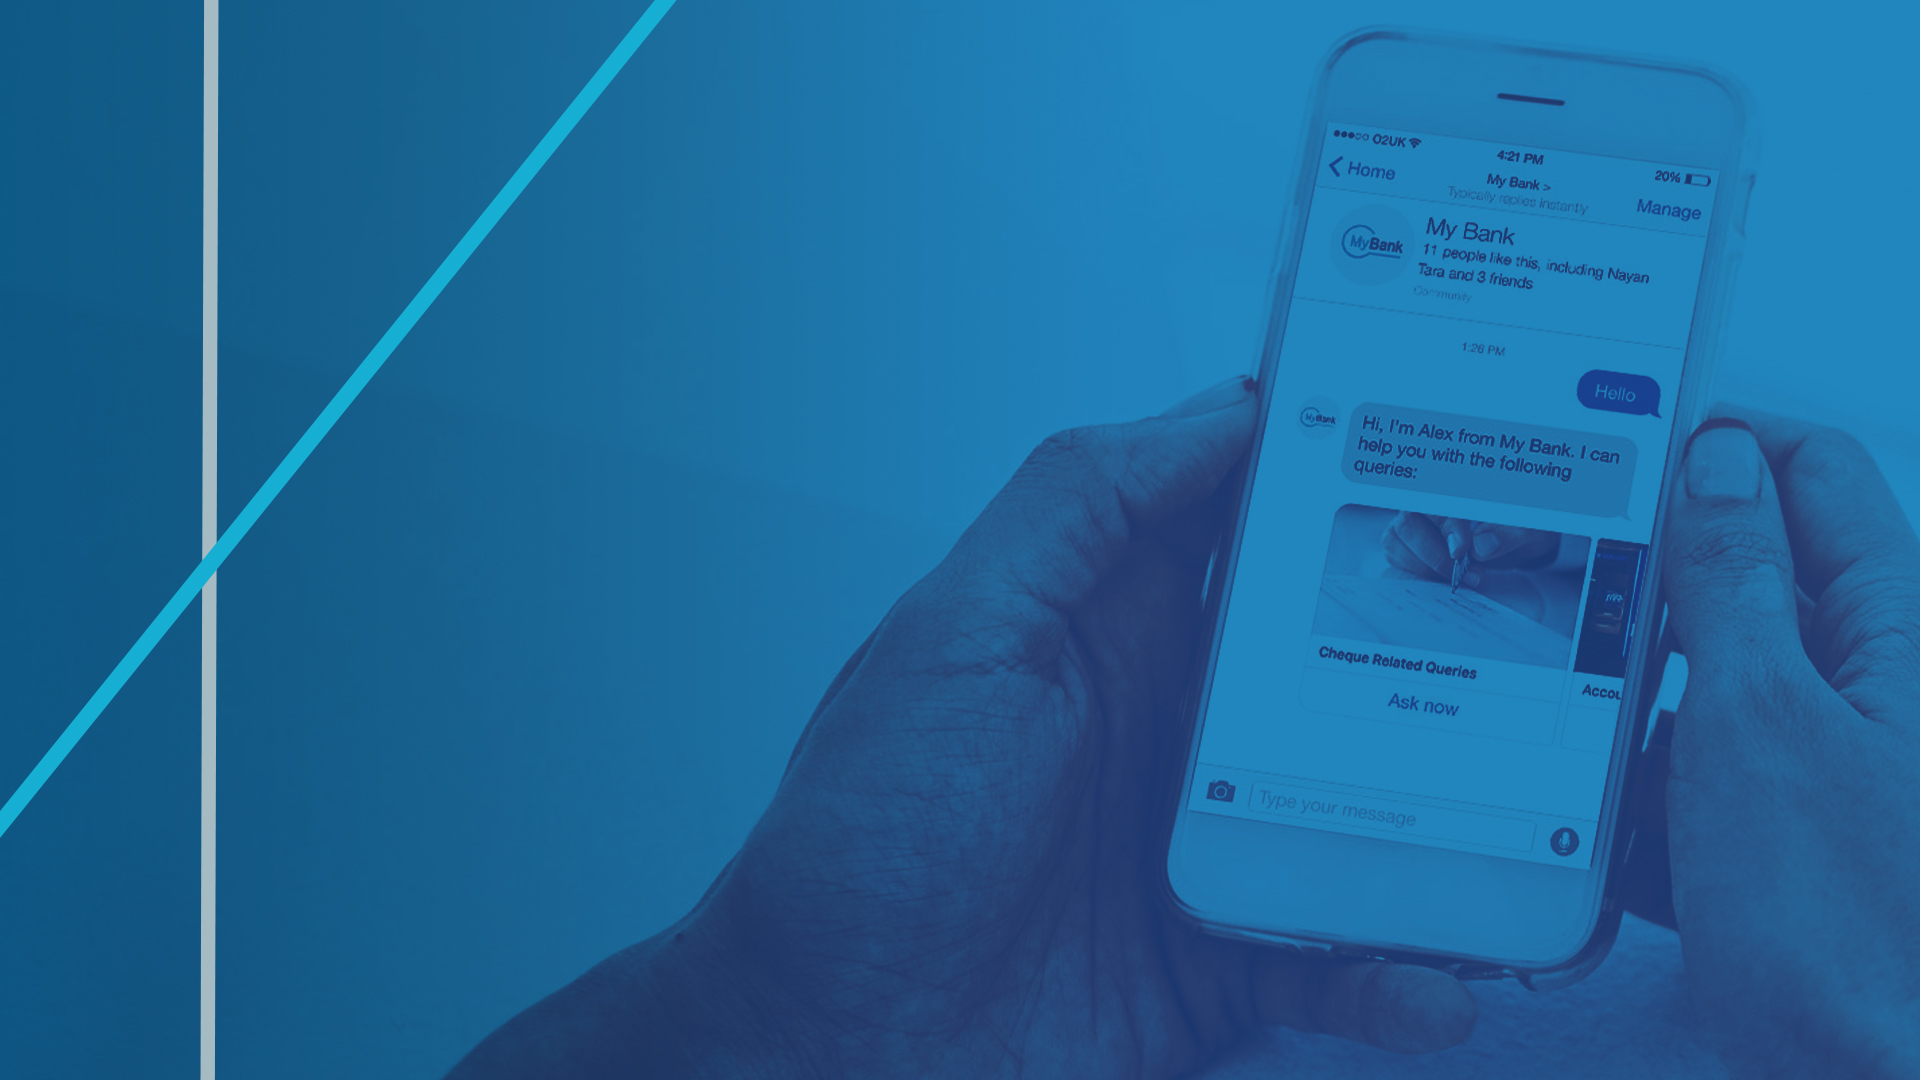 O2UK
4:21 PM
20%
Home
My Bank >
Typically replies instantly
Manage
MyBank
My Bank
11 people like this, including Nayan
Tara and 3 friends
Community
1:26 PM
Hello
MyBank
Hi, I'm Alex from My Bank. I can
help you with the following
queries:
Cheque Related Queries
Accou
Ask now
Type your message